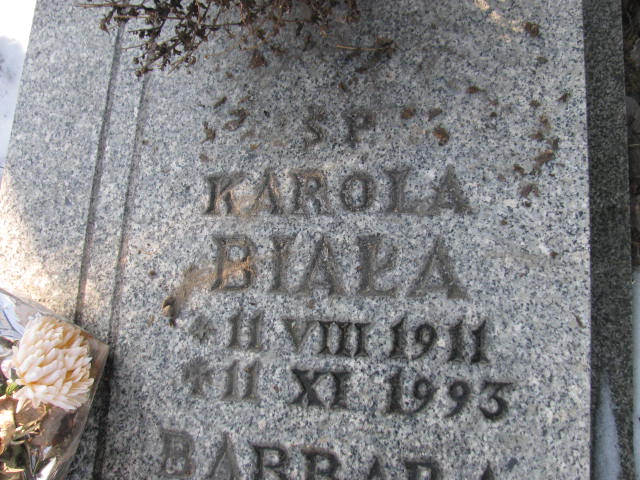 ŚP
KAROLA
BIAŁA
* 11 VIII 1911
+ 11 XI 1993
BARBARA